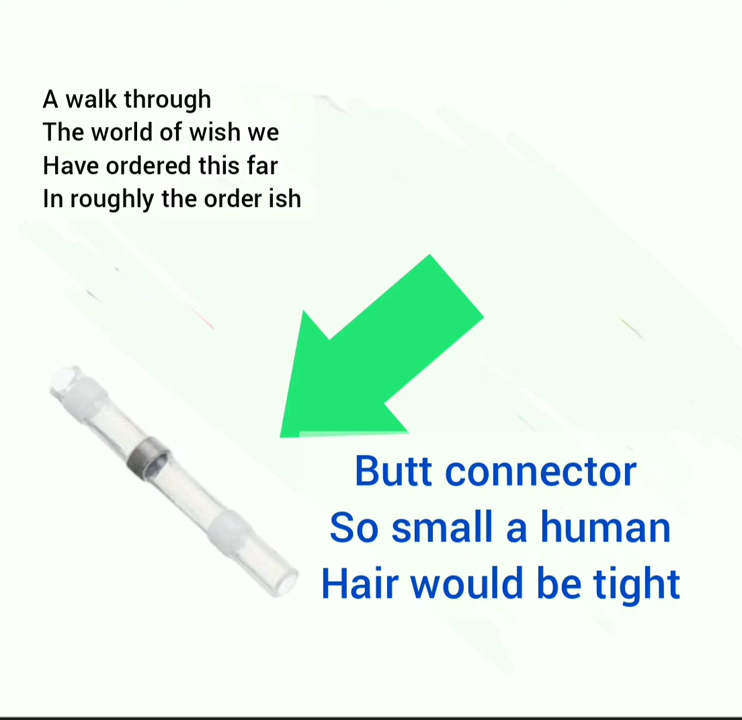 A walk through
The world of wish we
Have ordered this far
In roughly the order ish
Butt connector
So small a human
Hair would be tight